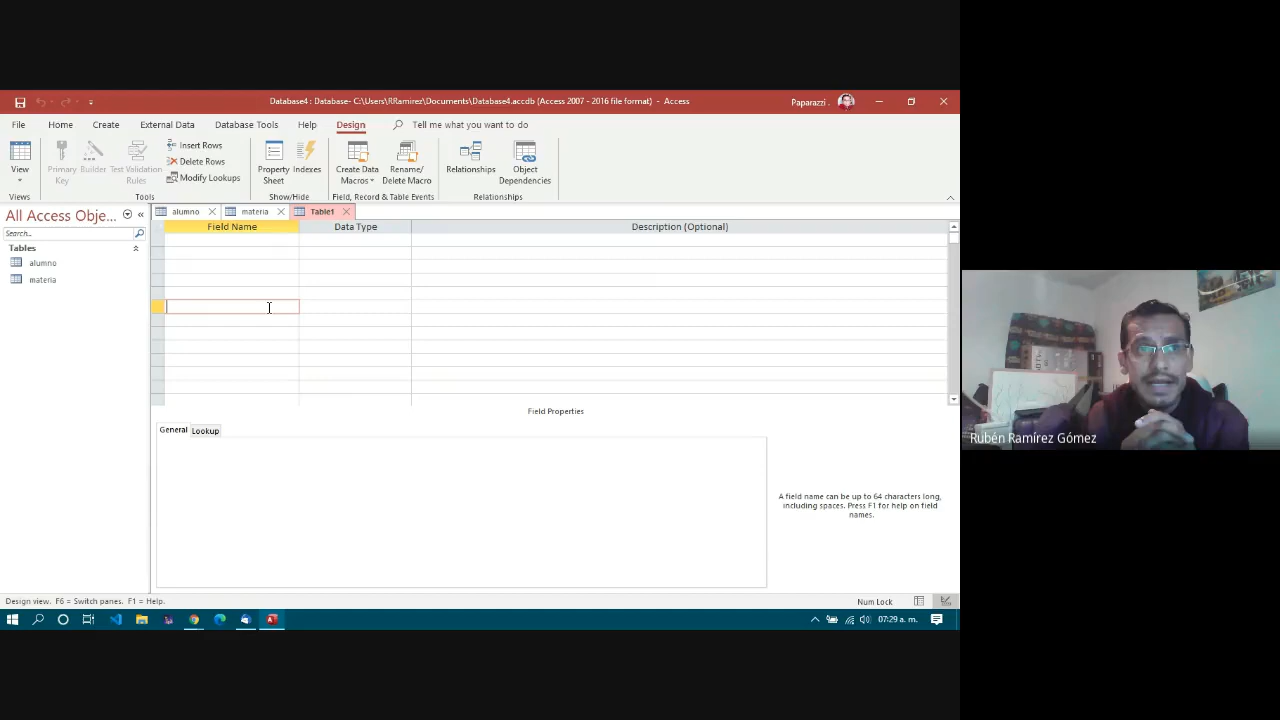 Database4 : Database- C:\Users\RRamirez\Documents\Database4.accdb (Access 2007 - 2016 file format) - Access
Paparazzi .
File Home Create External Data Database Tools Help Design Tell me what you want to do
View
Primary Key
Builder
Test Validation Rules
Insert Rows
Delete Rows
Modify Lookups
Property Sheet
Indexes
Create Data Macros
Rename/ Delete Macro
Relationships
Object Dependencies
Views Tools Show/Hide Field, Record & Table Events Relationships
All Access Obje...
Search...
Tables
alumno
materia
alumno materia Table1
Field Name Data Type Description (Optional)
Field Properties
General Lookup
A field name can be up to 64 characters long,
including spaces. Press F1 for help on field
names.
Rubén Ramírez Gómez
Design view. F6 = Switch panes. F1 = Help.
Num Lock
07:29 a. m.